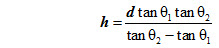 h = d tan θ₁ tan θ₂ / (tan θ₂ − tan θ₁)